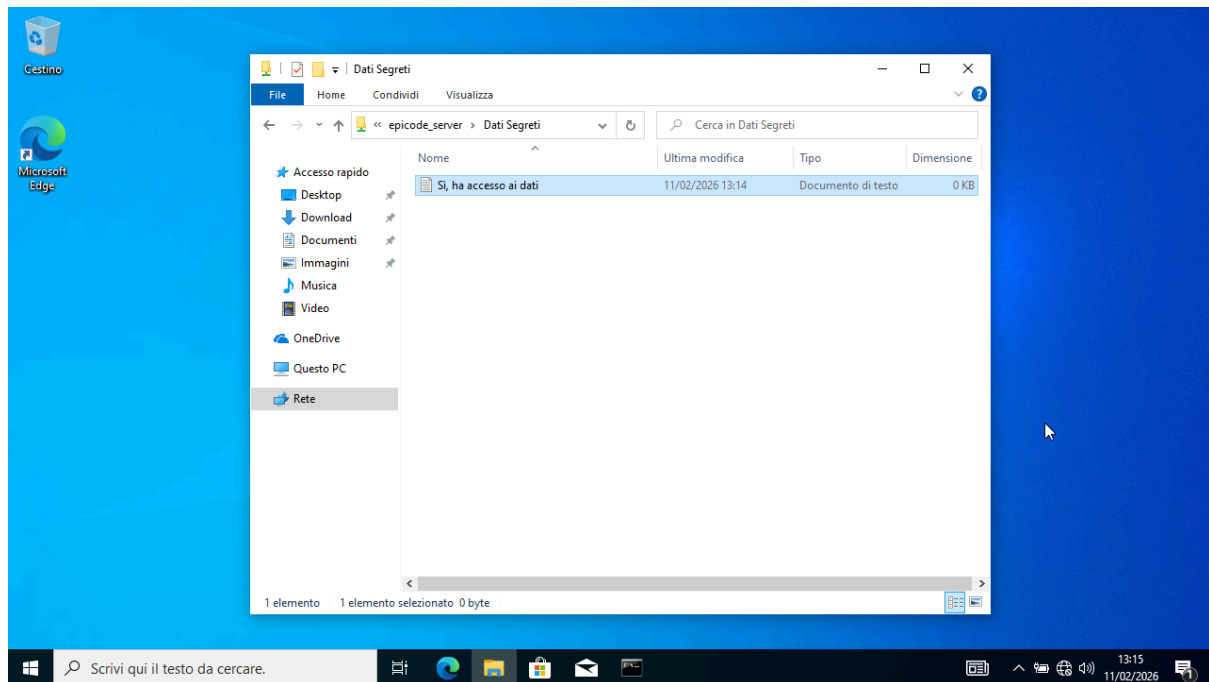 Cestino
Microsoft
Edge
Dati Segreti
File Home Condividi Visualizza
« epicode_server › Dati Segreti
Cerca in Dati Segreti
Nome Ultima modifica Tipo Dimensione
Sì, ha accesso ai dati 11/02/2026 13:14 Documento di testo 0 KB
Accesso rapido
Desktop
Download
Documenti
Immagini
Musica
Video
OneDrive
Questo PC
Rete
1 elemento 1 elemento selezionato 0 byte
Scrivi qui il testo da cercare.
13:15
11/02/2026
1